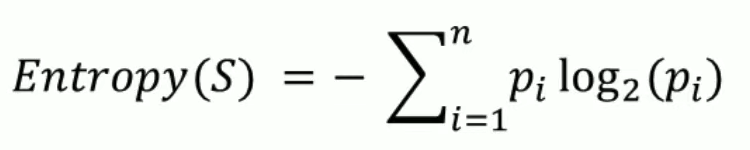 Entropy(S) = − ∑ⁿᵢ₌₁ pᵢ log₂(pᵢ)